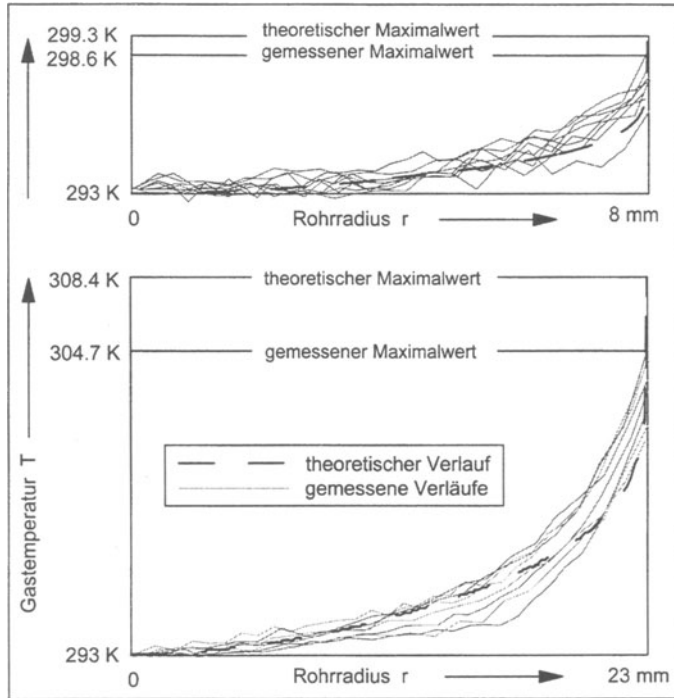 299.3 K
theoretischer Maximalwert
298.6 K
gemessener Maximalwert
293 K
0
Rohrradius r
8 mm
308.4 K
theoretischer Maximalwert
304.7 K
gemessener Maximalwert
theoretischer Verlauf
gemessene Verläufe
Gastemperatur T
293 K
0
Rohrradius r
23 mm